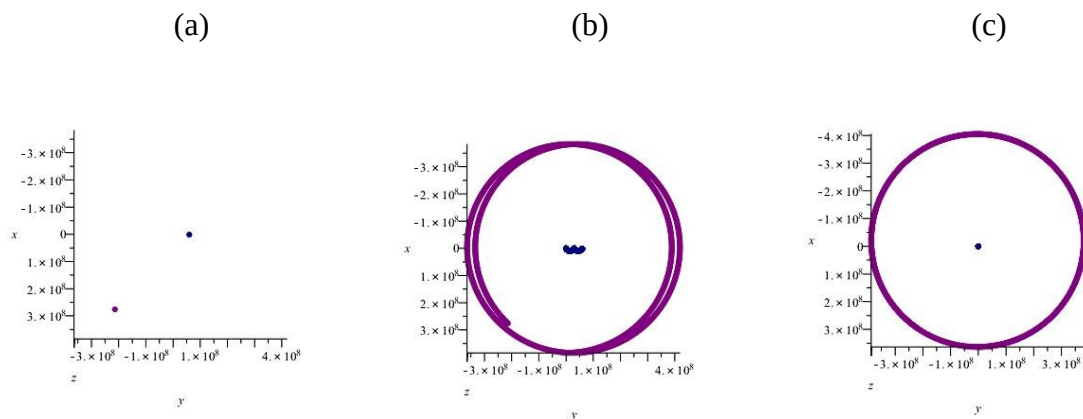 (a)
(b)
(c)
-3. × 10⁸
-2. × 10⁸
-1. × 10⁸
x 0
1. × 10⁸
2. × 10⁸
3. × 10⁸
-3. × 10⁸ -1. × 10⁸ 1. × 10⁸ 4. × 10⁸
z
y
-3. × 10⁸
-2. × 10⁸
-1. × 10⁸
x 0
1. × 10⁸
2. × 10⁸
3. × 10⁸
-3. × 10⁸ -1. × 10⁸ 1. × 10⁸ 4. × 10⁸
z
y
-4. × 10⁸
-3. × 10⁸
-2. × 10⁸
-1. × 10⁸
x 0
1. × 10⁸
2. × 10⁸
3. × 10⁸
-3. × 10⁸ -1. × 10⁸ 1. × 10⁸ 3. × 10⁸
z
y